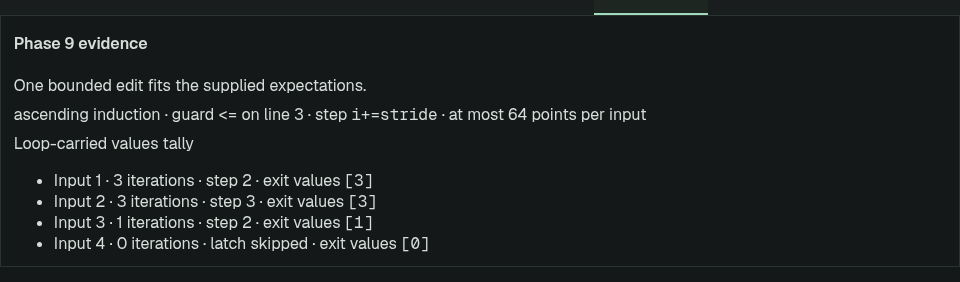 Phase 9 evidence
One bounded edit fits the supplied expectations.
ascending induction · guard <= on line 3 · step i+=stride · at most 64 points per input
Loop-carried values tally
• Input 1 · 3 iterations · step 2 · exit values [3]
• Input 2 · 3 iterations · step 3 · exit values [3]
• Input 3 · 1 iterations · step 2 · exit values [1]
• Input 4 · 0 iterations · latch skipped · exit values [0]